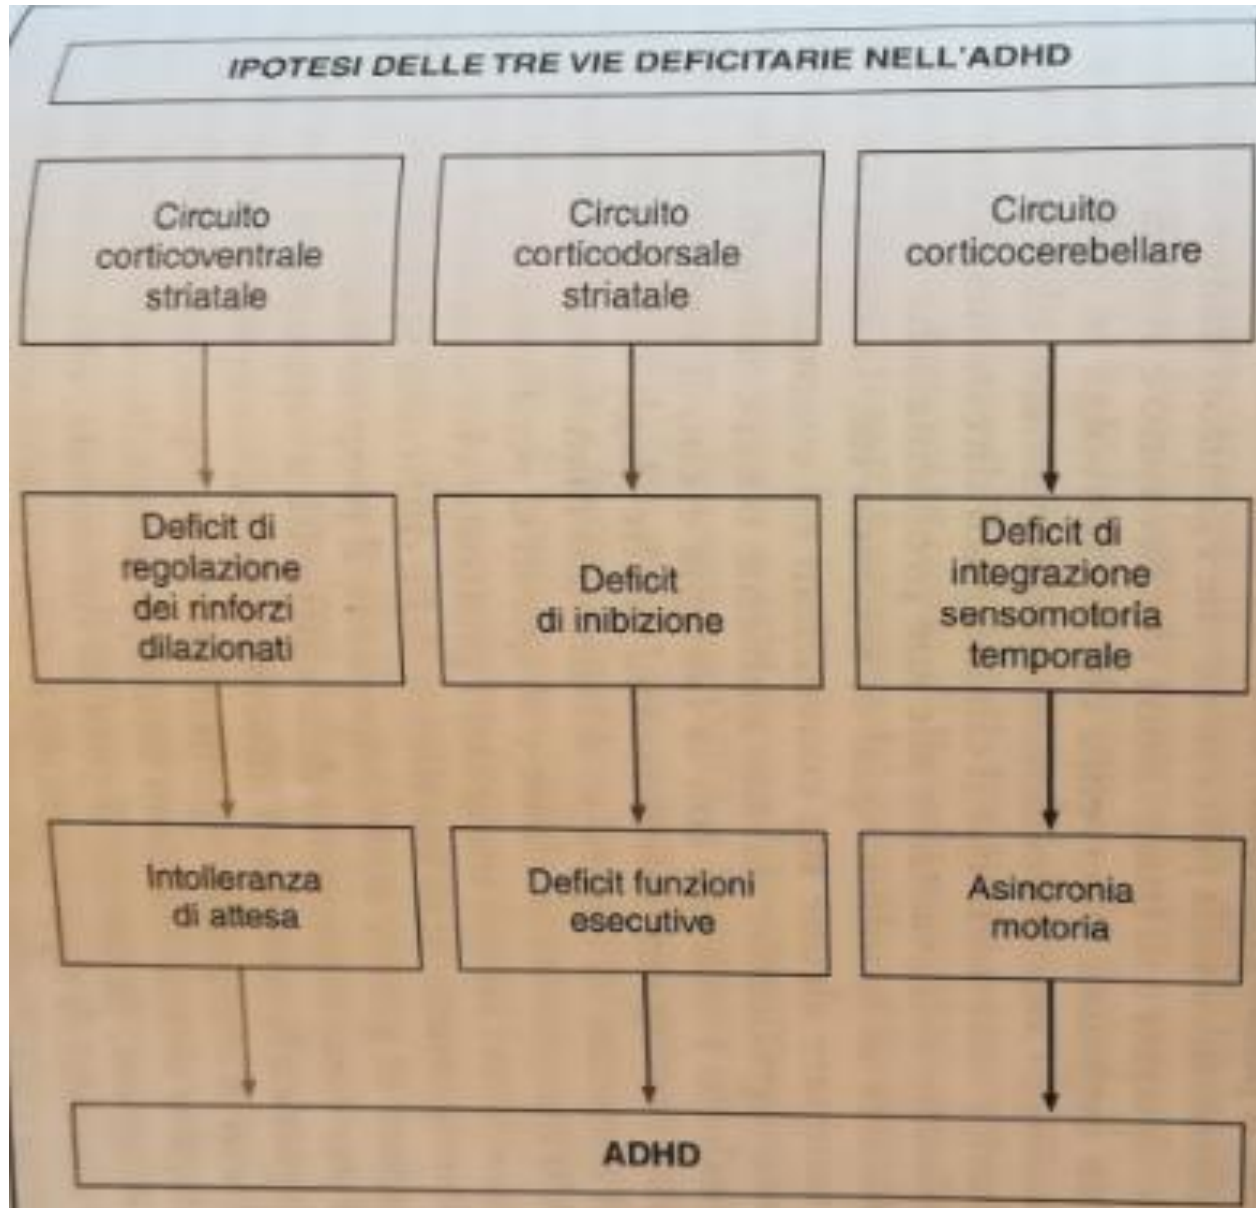 IPOTESI DELLE TRE VIE DEFICITARIE NELL'ADHD
Circuito
corticoventrale
striatale
Circuito
corticodorsale
striatale
Circuito
corticocerebellare
Deficit di
regolazione
dei rinforzi
dilazionati
Deficit
di inibizione
Deficit di
integrazione
sensomotoria
temporale
Intolleranza
di attesa
Deficit funzioni
esecutive
Asincronia
motoria
ADHD